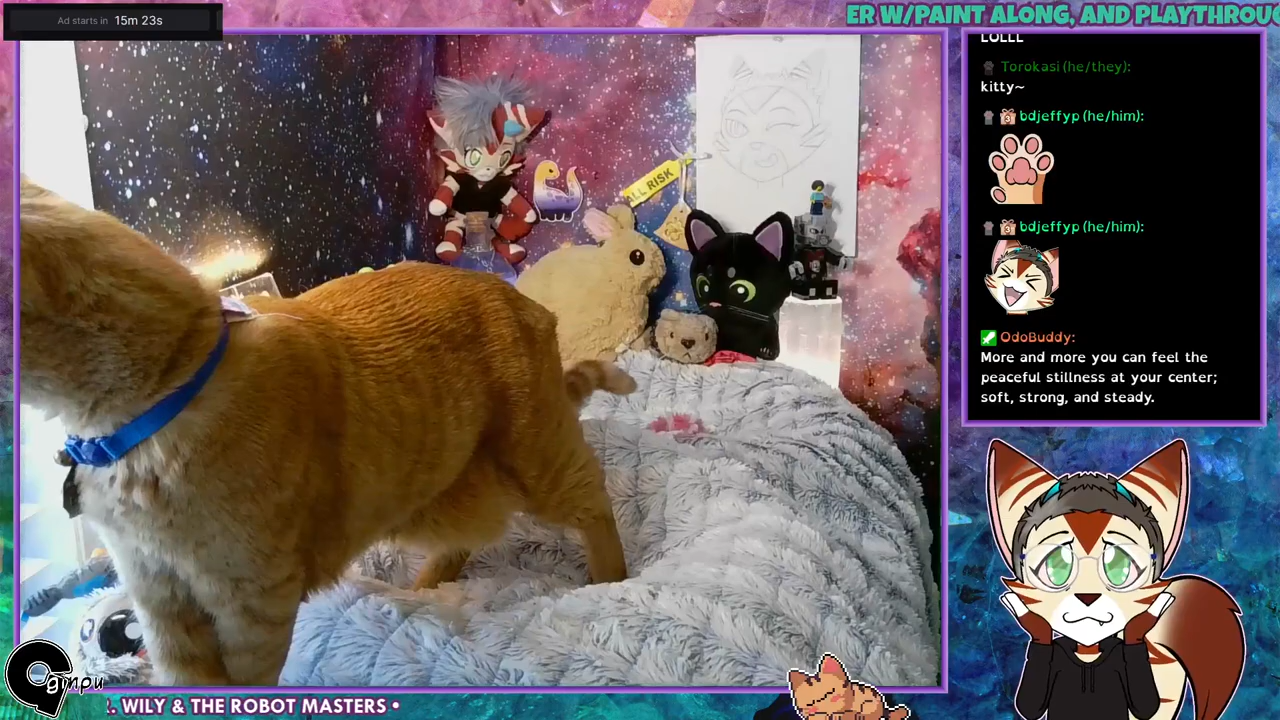 Ad starts in 15m 23s
ER W/PAINT ALONG, AND PLAYTHROUG
LOLLL
Torokasi (he/they):
kitty~
bdjeffyp (he/him):
bdjeffyp (he/him):
OdoBuddy:
More and more you can feel the
peaceful stillness at your center;
soft, strong, and steady.
ALL RISK
ginpu
. WILY & THE ROBOT MASTERS •